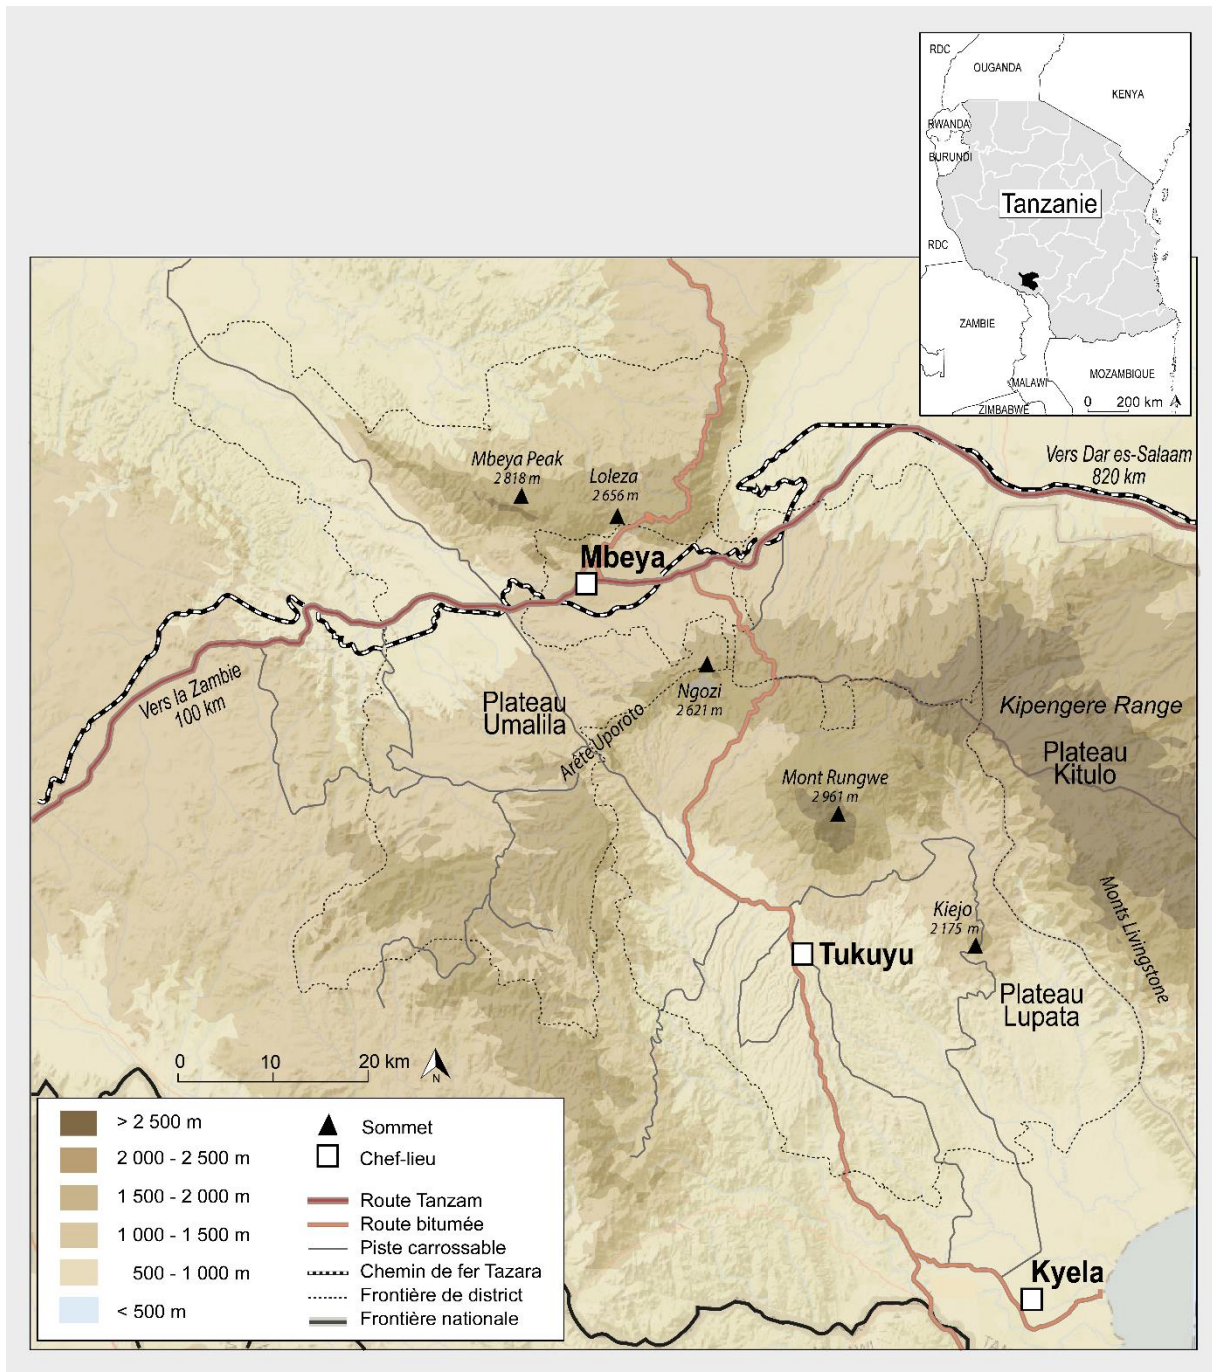 RDC
OUGANDA
KENYA
RWANDA
BURUNDI
Tanzanie
RDC
ZAMBIE
MALAWI
MOZAMBIQUE
ZIMBABWE
0 200 km
Mbeya Peak
2 818 m
Loleza
2 656 m
Vers Dar es-Salaam
820 km
Mbeya
Vers la Zambie
100 km
Plateau
Umalila
Ngozi
2 621 m
Arête Uporoto
Kipengere Range
Plateau
Kitulo
Mont Rungwe
2 961 m
Monts Livingstone
Kiejo
2 175 m
Tukuyu
Plateau
Lupata
0 10 20 km
N
> 2 500 m
2 000 - 2 500 m
1 500 - 2 000 m
1 000 - 1 500 m
500 - 1 000 m
< 500 m
Sommet
Chef-lieu
Route Tanzam
Route bitumée
Piste carrossable
Chemin de fer Tazara
Frontière de district
Frontière nationale
Kyela